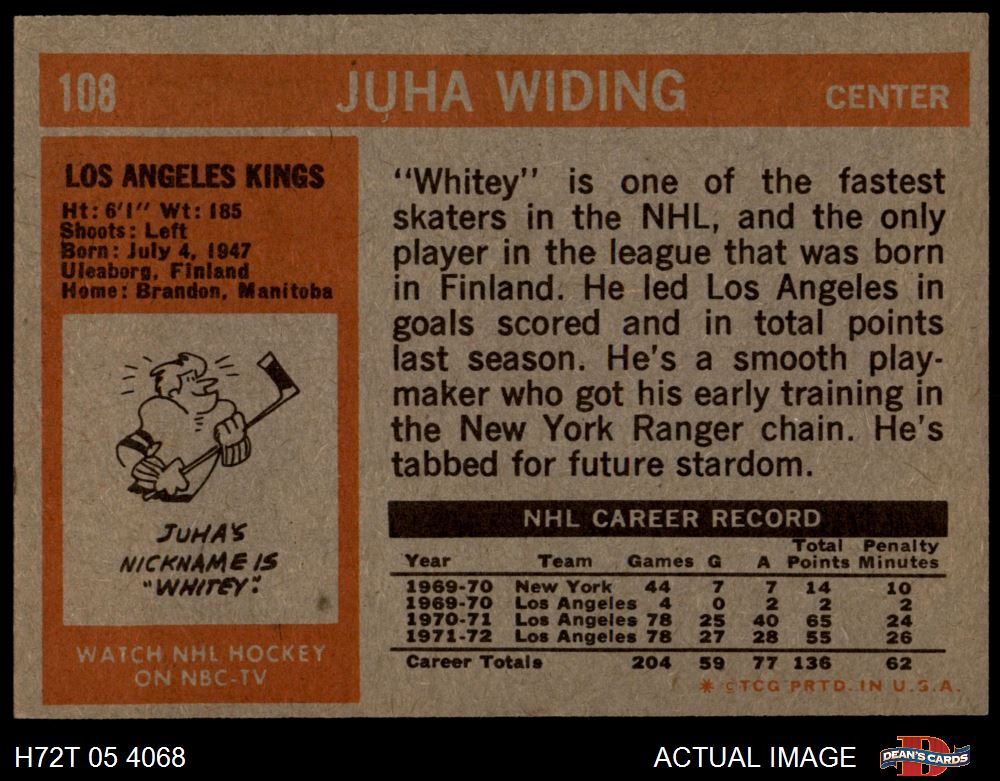 108 JUHA WIDING CENTER
LOS ANGELES KINGS
Ht: 6'1" Wt: 185
Shoots: Left
Born: July 4, 1947
Uleaborg, Finland
Home: Brandon, Manitoba
JUHA'S
NICKNAME IS
"WHITEY".
WATCH NHL HOCKEY
ON NBC-TV
"Whitey" is one of the fastest
skaters in the NHL, and the only
player in the league that was born
in Finland. He led Los Angeles in
goals scored and in total points
last season. He's a smooth play-
maker who got his early training in
the New York Ranger chain. He's
tabbed for future stardom.
NHL CAREER RECORD
Year Team Games G A Total Points Penalty Minutes
1969-70 New York 44 7 7 14 10
1969-70 Los Angeles 4 0 2 2 2
1970-71 Los Angeles 78 25 40 65 24
1971-72 Los Angeles 78 27 28 55 26
Career Totals 204 59 77 136 62
* © TCG PRTD. IN U.S.A.
H72T 05 4068 ACTUAL IMAGE D DEAN'S CARDS